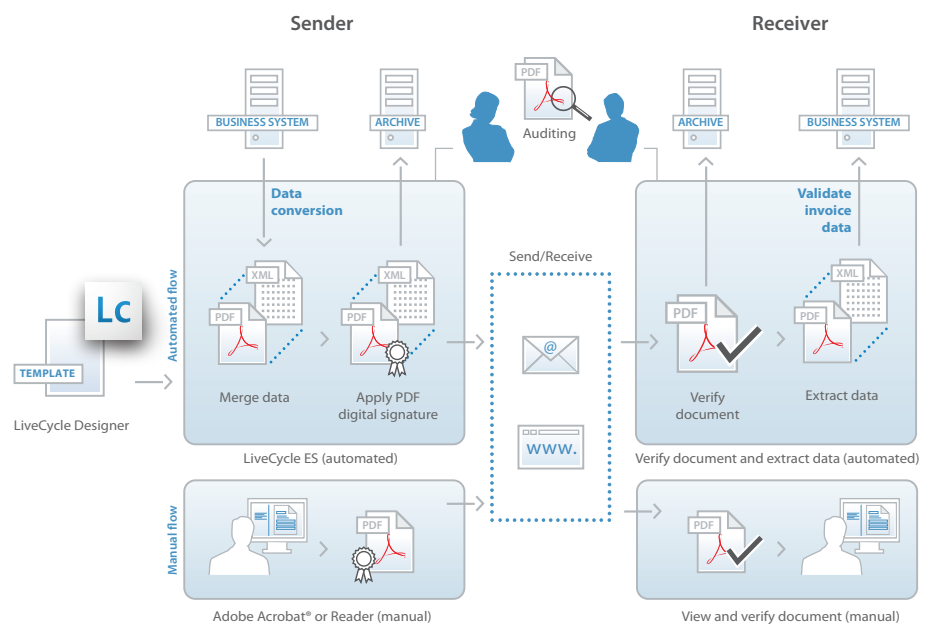 Sender
Receiver
BUSINESS SYSTEM
ARCHIVE
PDF
Auditing
ARCHIVE
BUSINESS SYSTEM
Data
conversion
Validate
invoice
data
Automated flow
XML
PDF
XML
PDF
Send/Receive
@
www.
PDF
XML
PDF
Lc
TEMPLATE
LiveCycle Designer
Merge data
Apply PDF
digital signature
Verify
document
Extract data
LiveCycle ES (automated)
Verify document and extract data (automated)
Manual flow
PDF
PDF
Adobe Acrobat® or Reader (manual)
View and verify document (manual)